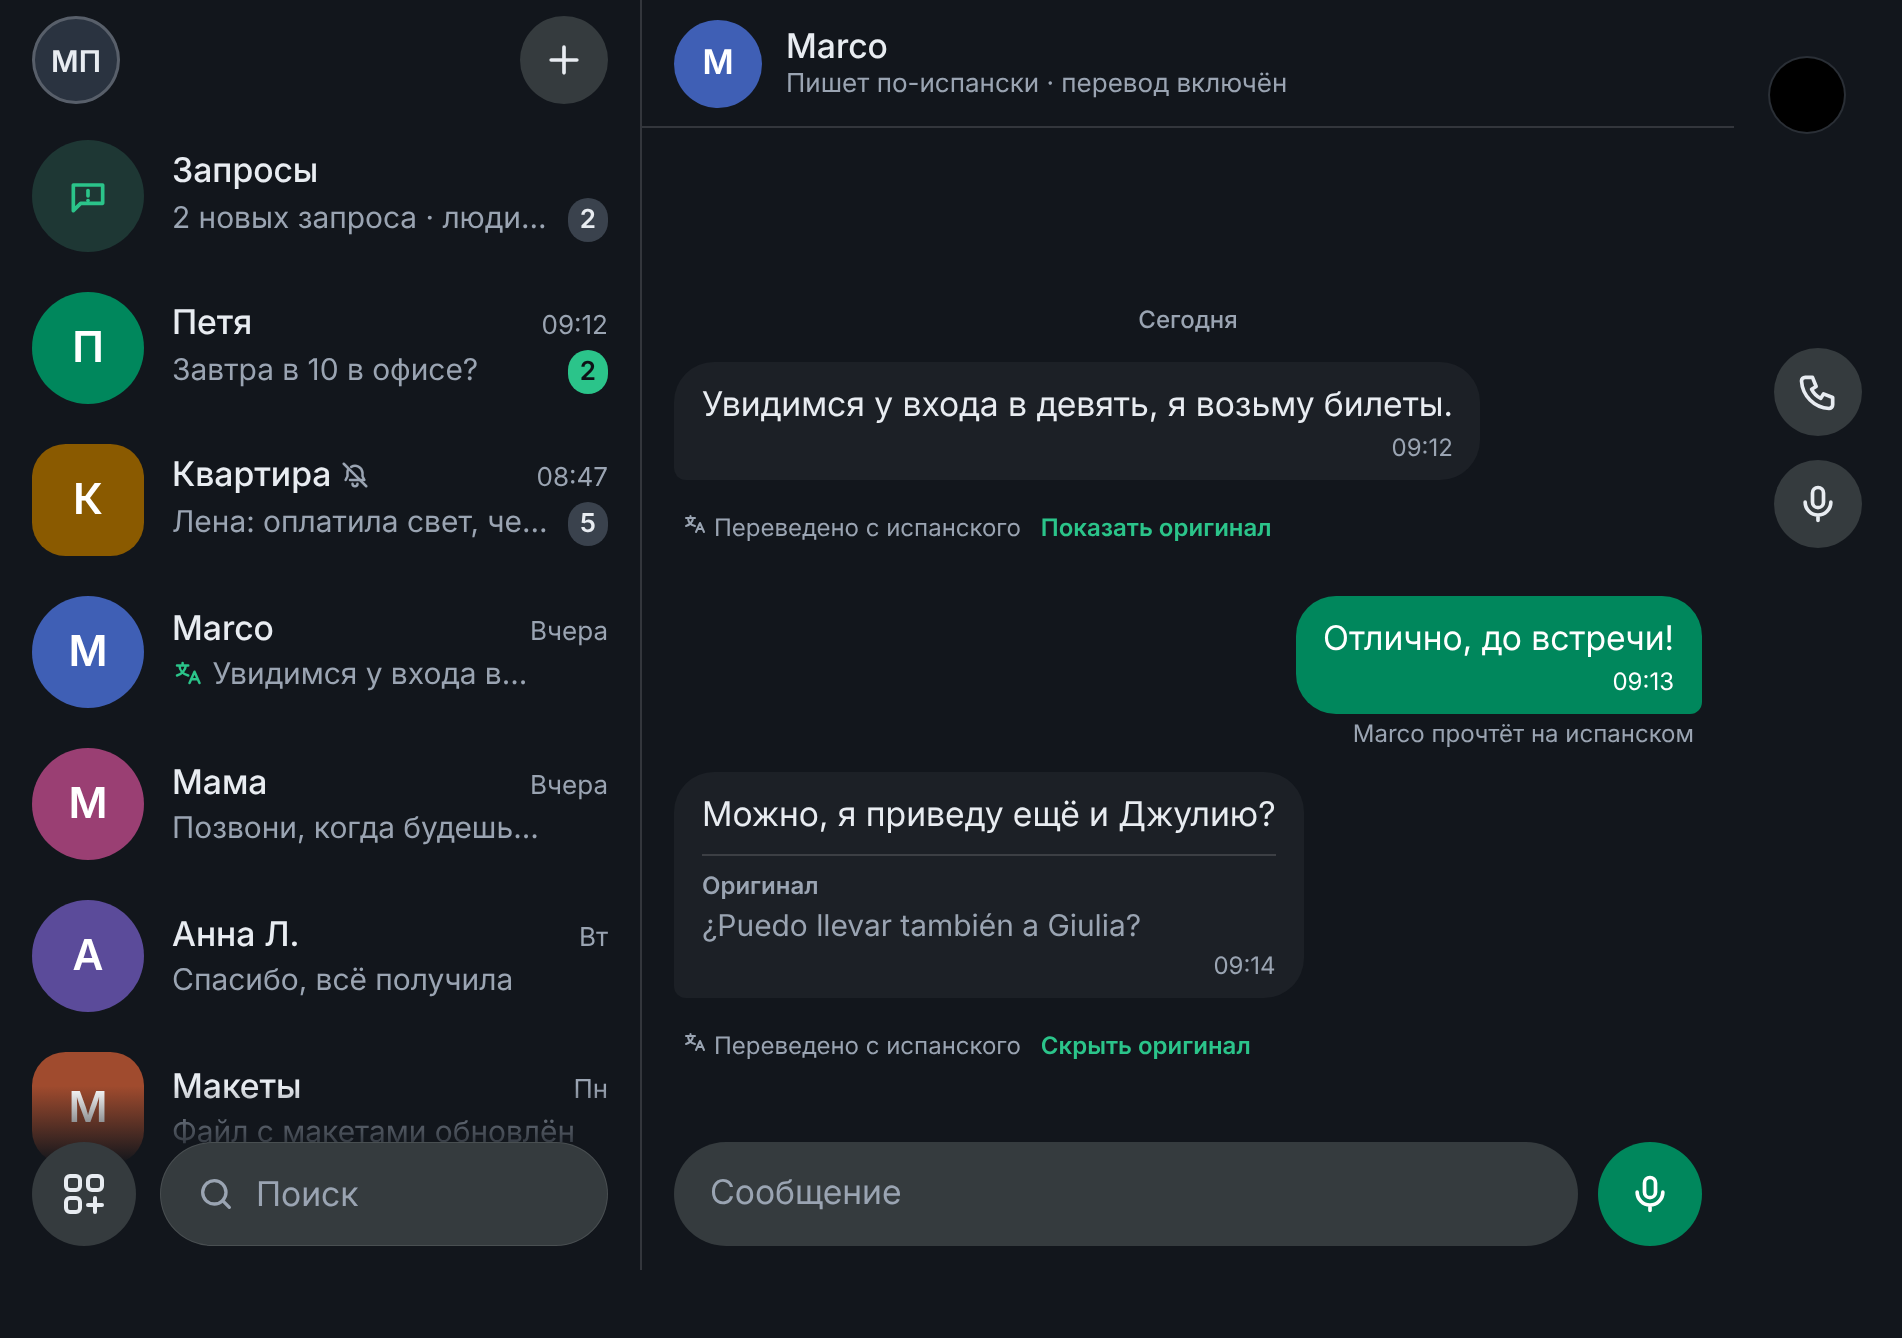 МП
Запросы
2 новых запроса · люди...
2
П
Петя
09:12
Завтра в 10 в офисе?
2
К
Квартира
08:47
Лена: оплатила свет, че...
5
M
Marco
Вчера
Увидимся у входа в...
М
Мама
Вчера
Позвони, когда будешь...
А
Анна Л.
Вт
Спасибо, всё получила
М
Макеты
Пн
Файл с макетами обновлён
Поиск
M
Marco
Пишет по-испански · перевод включён
Сегодня
Увидимся у входа в девять, я возьму билеты.
09:12
Переведено с испанского Показать оригинал
Отлично, до встречи!
09:13
Marco прочтёт на испанском
Можно, я приведу ещё и Джулию?
Оригинал
¿Puedo llevar también a Giulia?
09:14
Переведено с испанского Скрыть оригинал
Сообщение